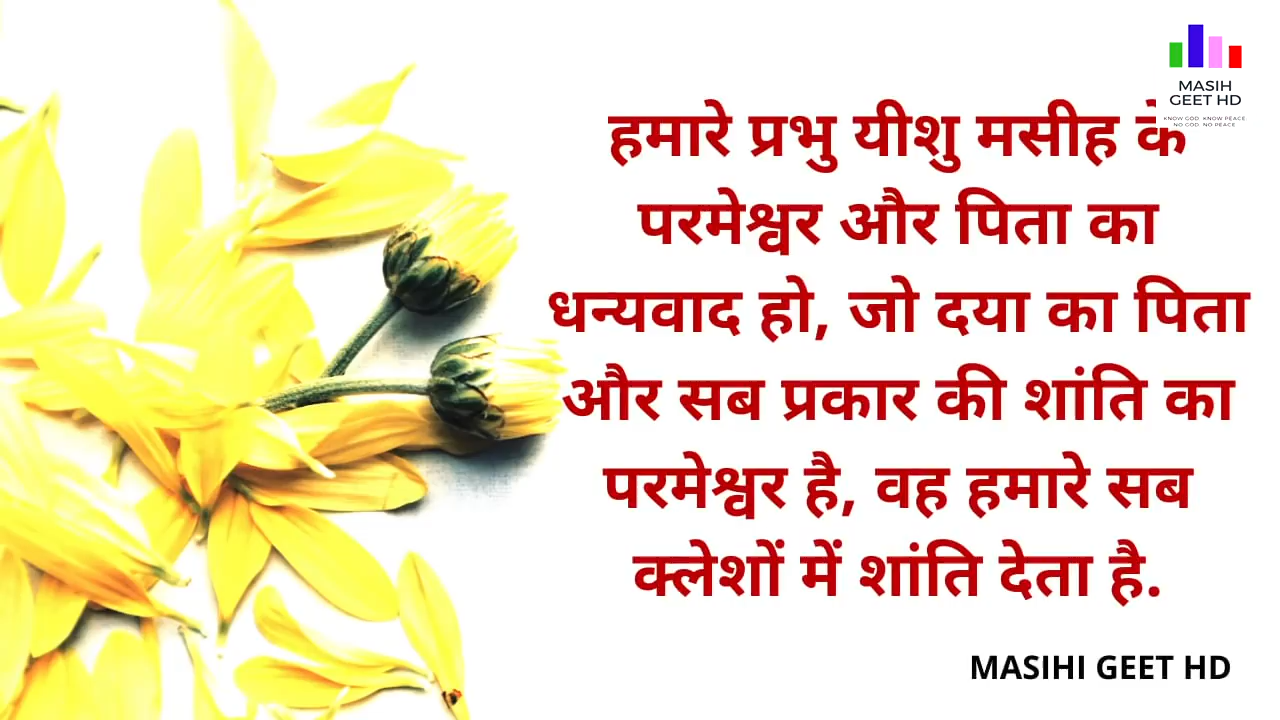 MASIH
GEET HD
KNOW GOD. KNOW PEACE
NO GOD. NO PEACE
हमारे प्रभु यीशु मसीह के
परमेश्वर और पिता का
धन्यवाद हो, जो दया का पिता
और सब प्रकार की शांति का
परमेश्वर है, वह हमारे सब
क्लेशों में शांति देता है.
MASIHI GEET HD